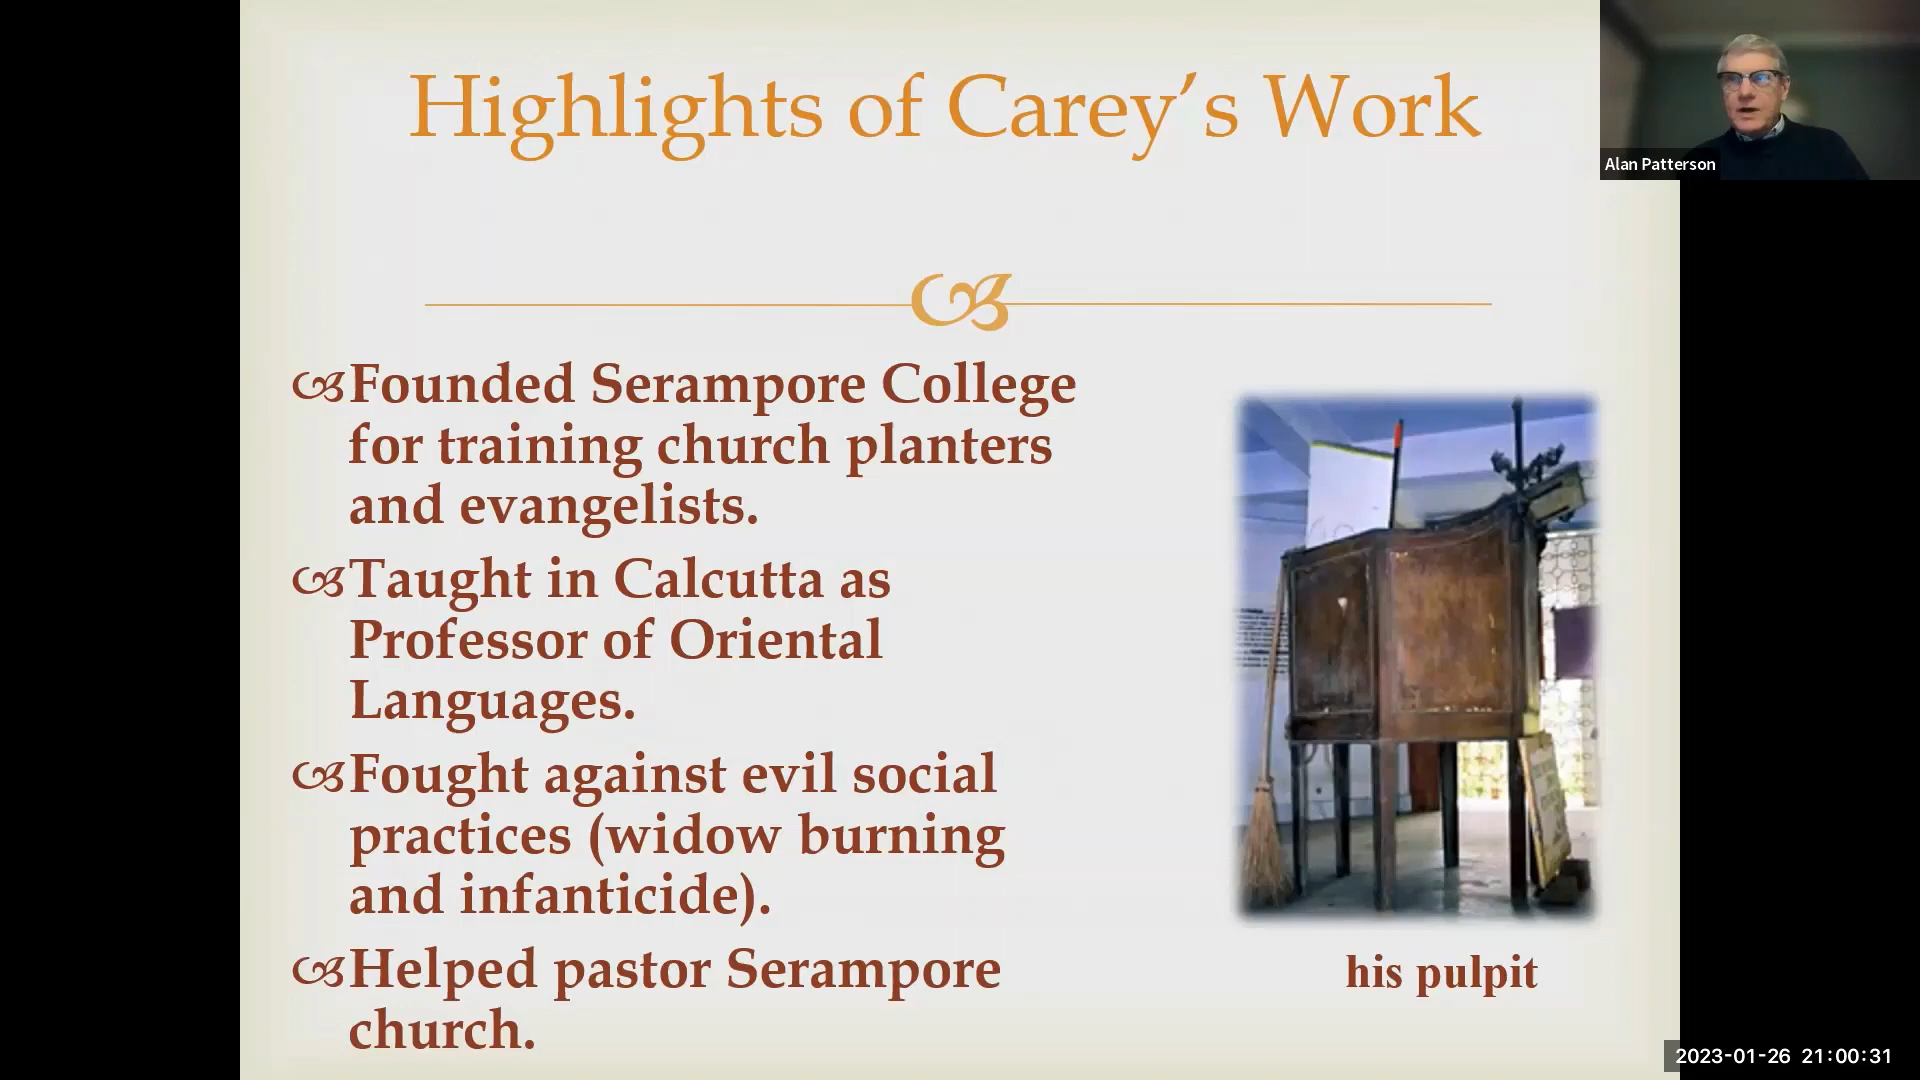 Highlights of Carey's Work
Alan Patterson
Founded Serampore College
for training church planters
and evangelists.
Taught in Calcutta as
Professor of Oriental
Languages.
Fought against evil social
practices (widow burning
and infanticide).
Helped pastor Serampore
church.
his pulpit
2023-01-26 21:00:31